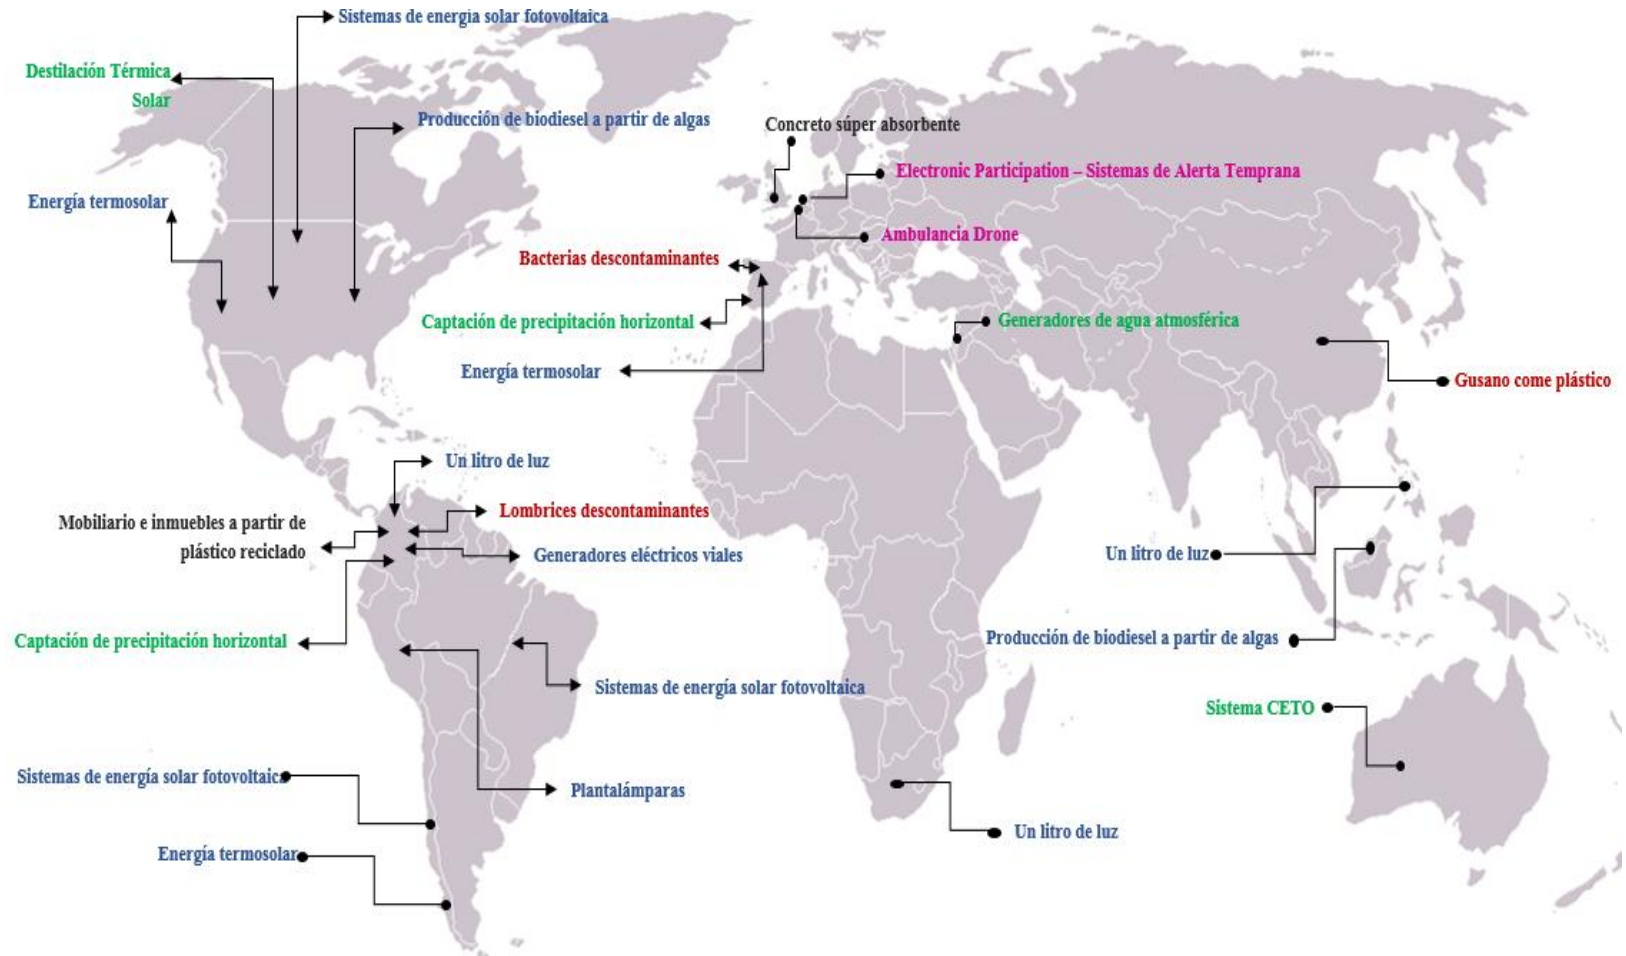 Sistemas de energía solar fotovoltaica
Destilación Térmica
Solar
Producción de biodiesel a partir de algas
Concreto súper absorbente
Electronic Participation – Sistemas de Alerta Temprana
Energía termosolar
Ambulancia Drone
Bacterias descontaminantes
Captación de precipitación horizontal
Generadores de agua atmosférica
Energía termosolar
Gusano come plástico
Un litro de luz
Lombrices descontaminantes
Mobiliario e inmuebles a partir de
plástico reciclado
Generadores eléctricos viales
Un litro de luz
Captación de precipitación horizontal
Producción de biodiesel a partir de algas
Sistemas de energía solar fotovoltaica
Sistema CETO
Sistemas de energía solar fotovoltaica
Plantalámparas
Un litro de luz
Energía termosolar